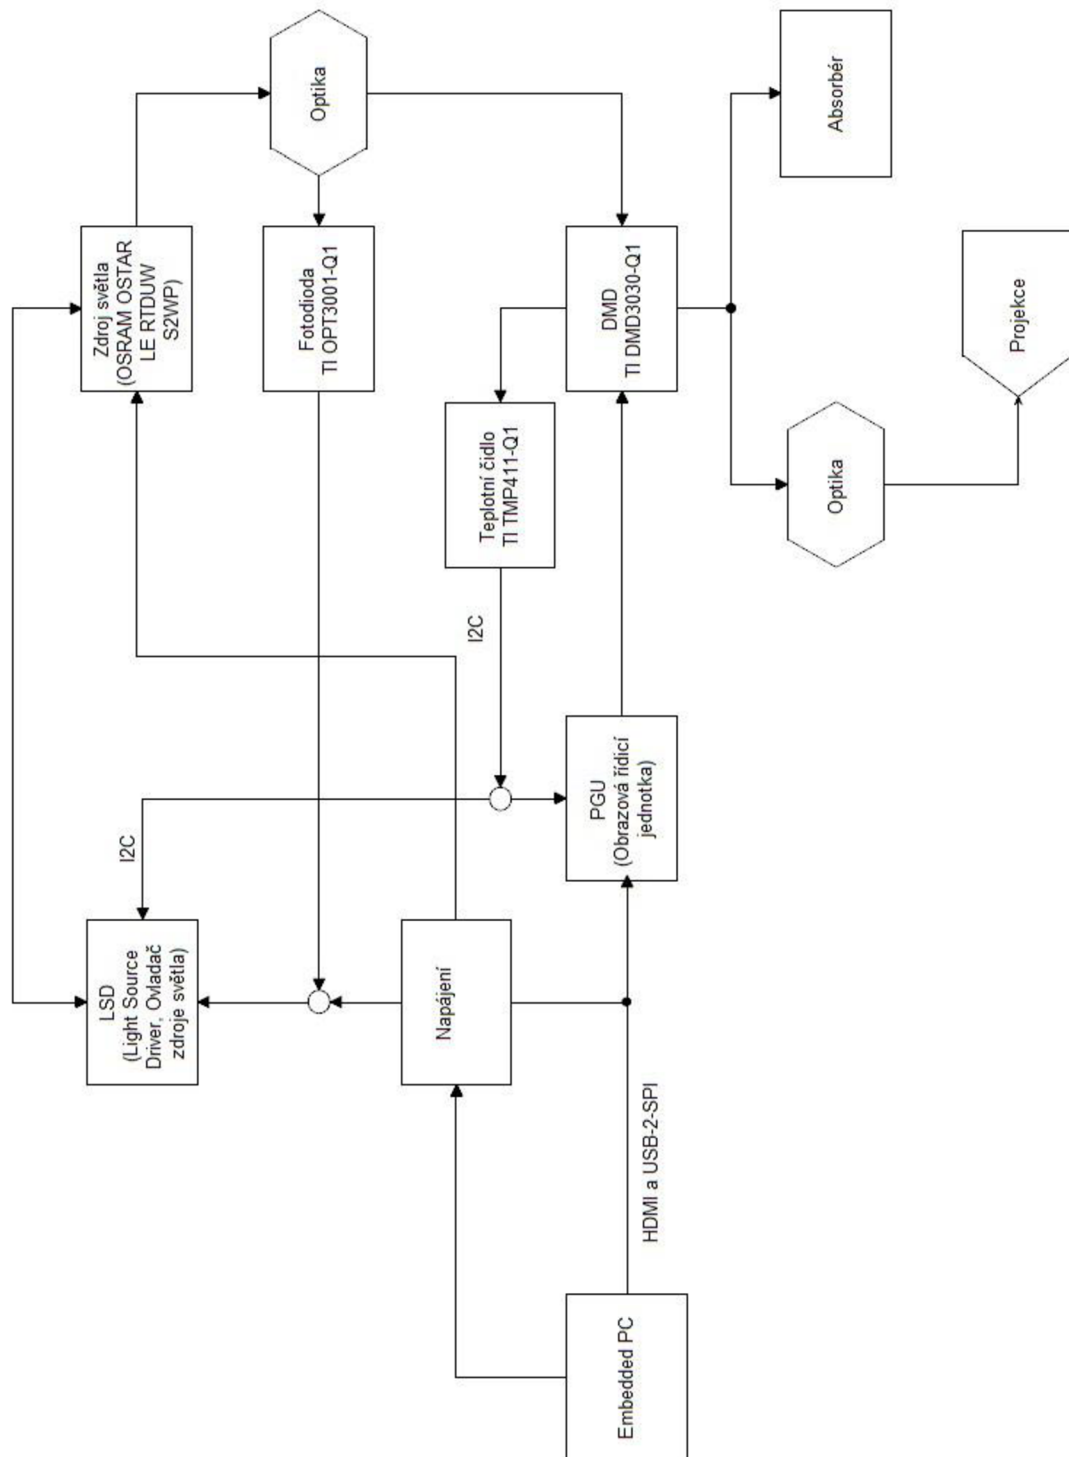 LSD
(Light Source
Driver, Ovladač
zdroje světla)
I2C
Zdroj světla
(OSRAM OSTAR
LE RTDUW
S2WP)
Optika
Fotodioda
TI OPT3001-Q1
Napájení
I2C
Teplotní čidlo
TI TMP411-Q1
Embedded PC
HDMI a USB-2-SPI
PGU
(Obrazová řídicí
jednotka)
DMD
TI DMD3030-Q1
Optika
Absorbér
Projekce